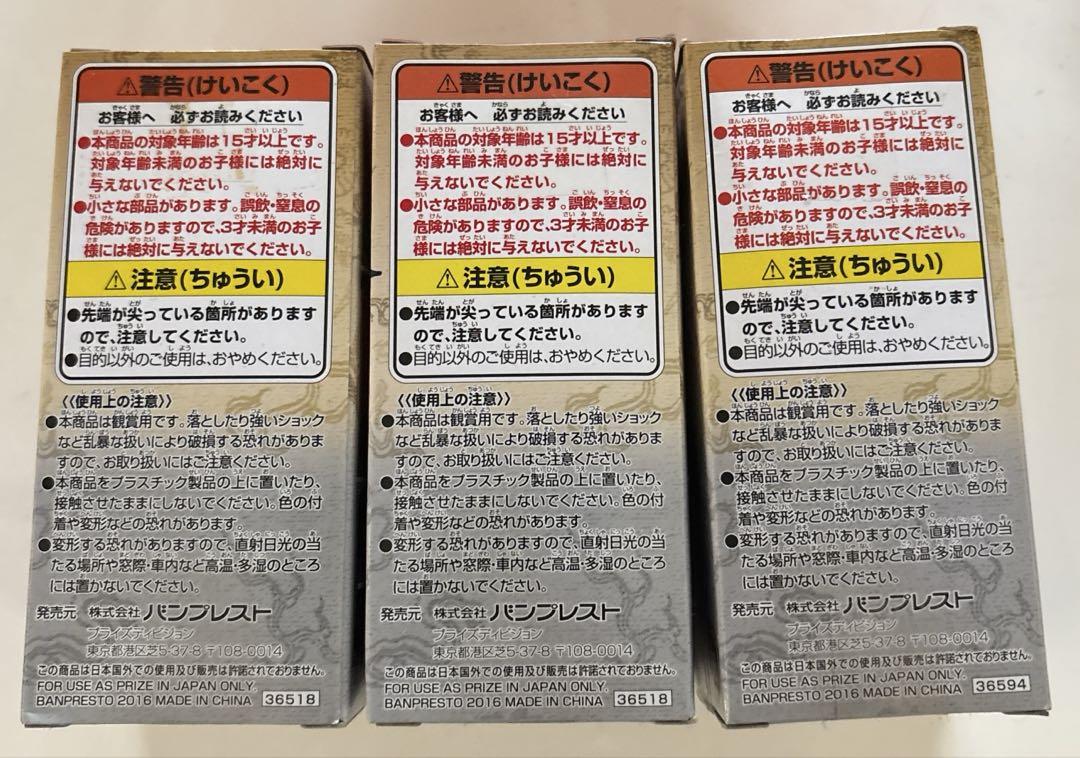 ⚠警告(けいこく)
お客様へ 必ずお読みください
●本商品の対象年齢は15才以上です。
対象年齢未満のお子様には絶対に
与えないでください。
●小さな部品があります。誤飲・窒息の
危険がありますので、3才未満のお子
様には絶対に与えないでください。
⚠注意(ちゅうい)
●先端が尖っている箇所があります
ので、注意してください。
●目的以外のご使用は、おやめください。
《使用上の注意》
●本商品は観賞用です。落としたり強いショック
など乱暴な扱いにより破損する恐れがありま
すので、お取り扱いにはご注意ください。
●本商品をプラスチック製品の上に置いたり、
接触させたままにしないでください。色の付
着や変形などの恐れがあります。
●変形する恐れがありますので、直射日光の当
たる場所や窓際・車内など高温・多湿のところ
には置かないでください。
発売元 株式会社 バンプレスト
プライズディビジョン
東京都港区芝5-37-8 〒108-0014
この商品は日本国外での使用及び販売は許諾されておりません。
FOR USE AS PRIZE IN JAPAN ONLY.
BANPRESTO 2016 MADE IN CHINA 36518
⚠警告(けいこく)
お客様へ 必ずお読みください
●本商品の対象年齢は15才以上です。
対象年齢未満のお子様には絶対に
与えないでください。
●小さな部品があります。誤飲・窒息の
危険がありますので、3才未満のお子
様には絶対に与えないでください。
⚠注意(ちゅうい)
●先端が尖っている箇所があります
ので、注意してください。
●目的以外のご使用は、おやめください。
《使用上の注意》
●本商品は観賞用です。落としたり強いショック
など乱暴な扱いにより破損する恐れがありま
すので、お取り扱いにはご注意ください。
●本商品をプラスチック製品の上に置いたり、
接触させたままにしないでください。色の付
着や変形などの恐れがあります。
●変形する恐れがありますので、直射日光の当
たる場所や窓際・車内など高温・多湿のところ
には置かないでください。
発売元 株式会社 バンプレスト
プライズディビジョン
東京都港区芝5-37-8 〒108-0014
この商品は日本国外での使用及び販売は許諾されておりません。
FOR USE AS PRIZE IN JAPAN ONLY.
BANPRESTO 2016 MADE IN CHINA 36518
⚠警告(けいこく)
お客様へ 必ずお読みください
●本商品の対象年齢は15才以上です。
対象年齢未満のお子様には絶対に
与えないでください。
●小さな部品があります。誤飲・窒息の
危険がありますので、3才未満のお子
様には絶対に与えないでください。
⚠注意(ちゅうい)
●先端が尖っている箇所があります
ので、注意してください。
●目的以外のご使用は、おやめください。
《使用上の注意》
●本商品は観賞用です。落としたり強いショック
など乱暴な扱いにより破損する恐れがありま
すので、お取り扱いにはご注意ください。
●本商品をプラスチック製品の上に置いたり、
接触させたままにしないでください。色の付
着や変形などの恐れがあります。
●変形する恐れがありますので、直射日光の当
たる場所や窓際・車内など高温・多湿のところ
には置かないでください。
発売元 株式会社 バンプレスト
プライズディビジョン
東京都港区芝5-37-8 〒108-0014
この商品は日本国外での使用及び販売は許諾されておりません。
FOR USE AS PRIZE IN JAPAN ONLY.
BANPRESTO 2016 MADE IN CHINA 36594